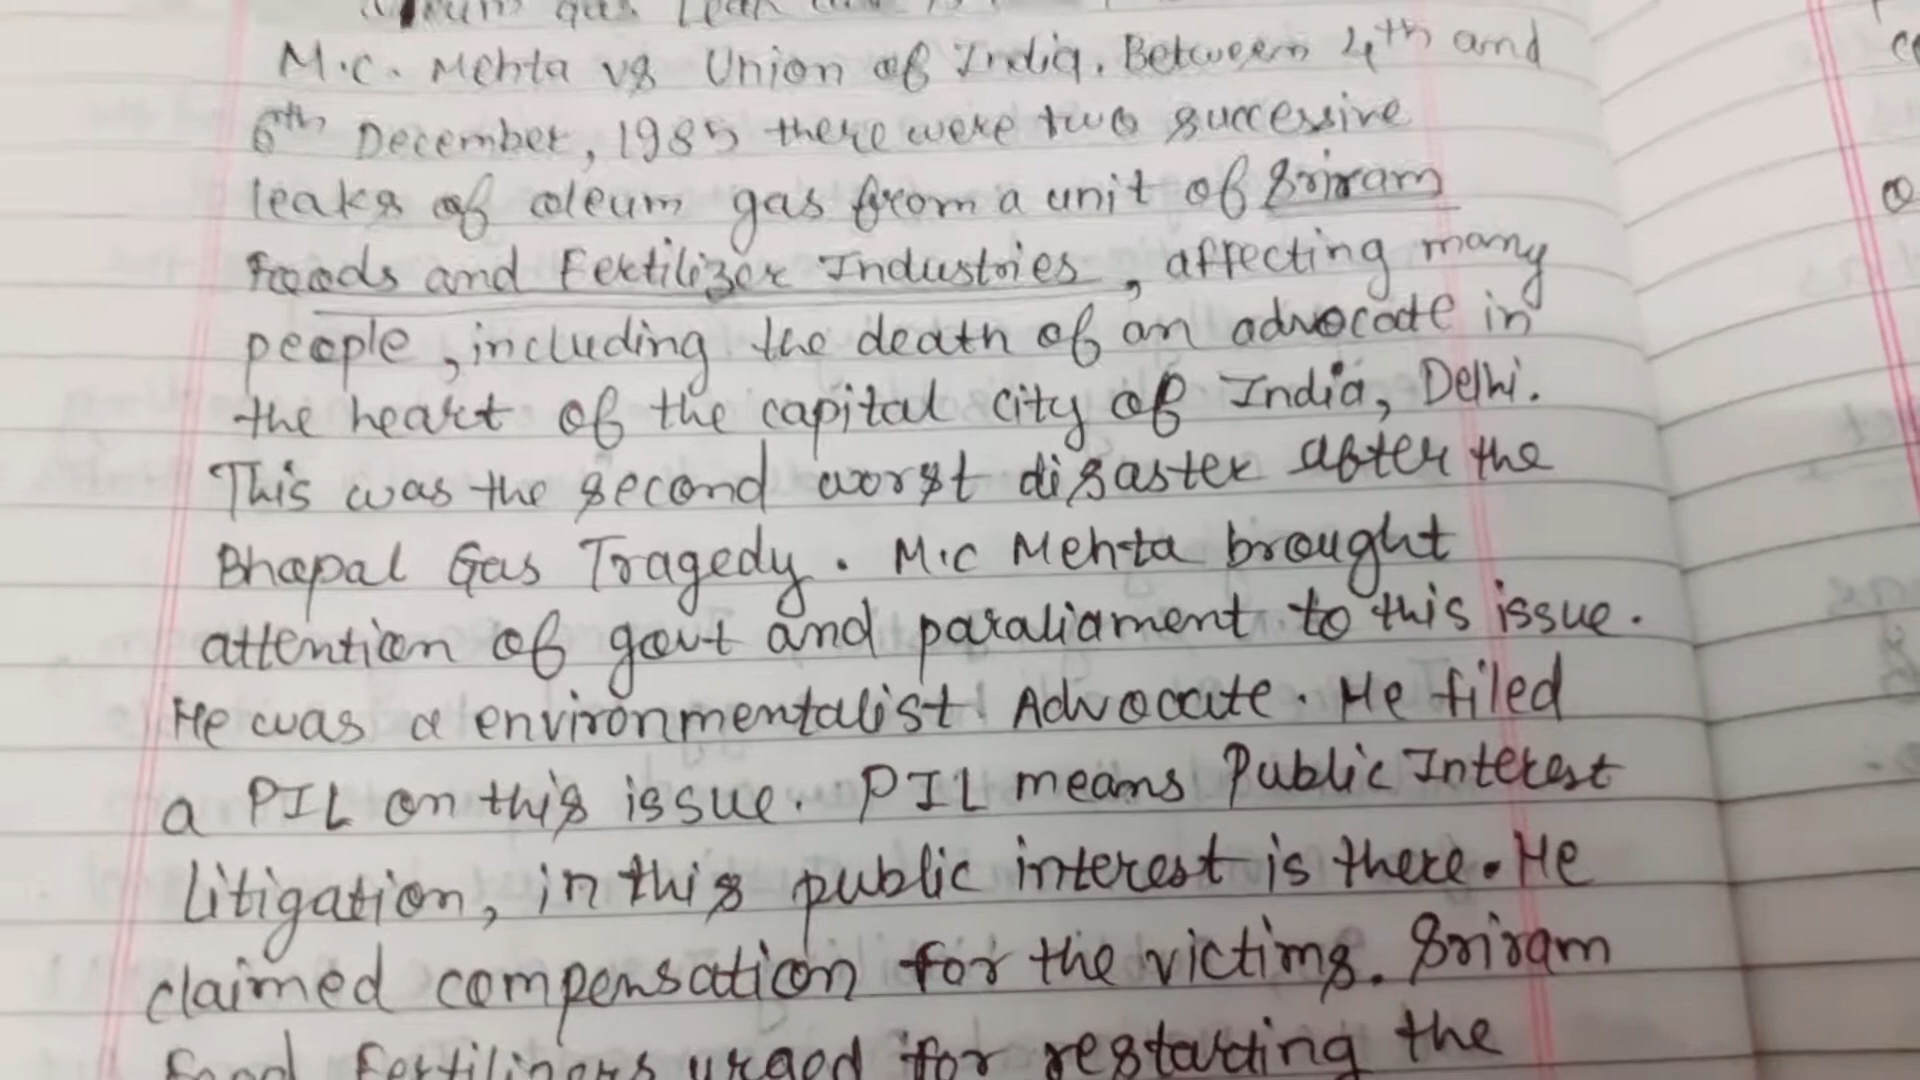 M.C. Mehta vs Union of India. Between 4th and
6th December, 1985 there were two successive
leaks of oleum gas from a unit of Sriram
Foods and Fertilizer Industries, affecting many
people, including the death of an advocate in
the heart of the capital city of India, Delhi.
This was the second worst disaster after the
Bhopal Gas Tragedy. M.C Mehta brought
attention of govt and paraliament to this issue.
He was a environmentalist Advocate. He filed
a PIL on this issue. PIL means Public Interest
litigation, in this public interest is there. He
claimed compensation for the victims. Sriram
Food Fertilizers urged for restarting the